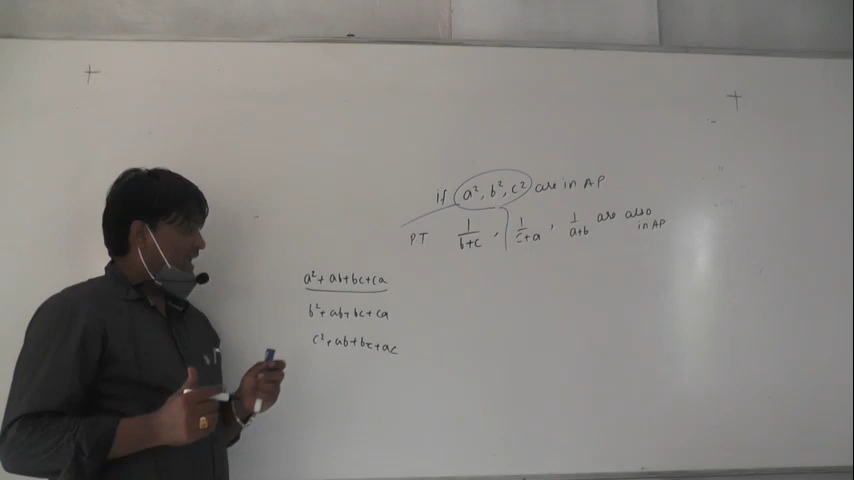 if a², b², c² are in AP
PT 1/b+c, 1/c+a, 1/a+b are also
in AP
a²+ab+bc+ca
b²+ab+bc+ca
c²+ab+bc+ac